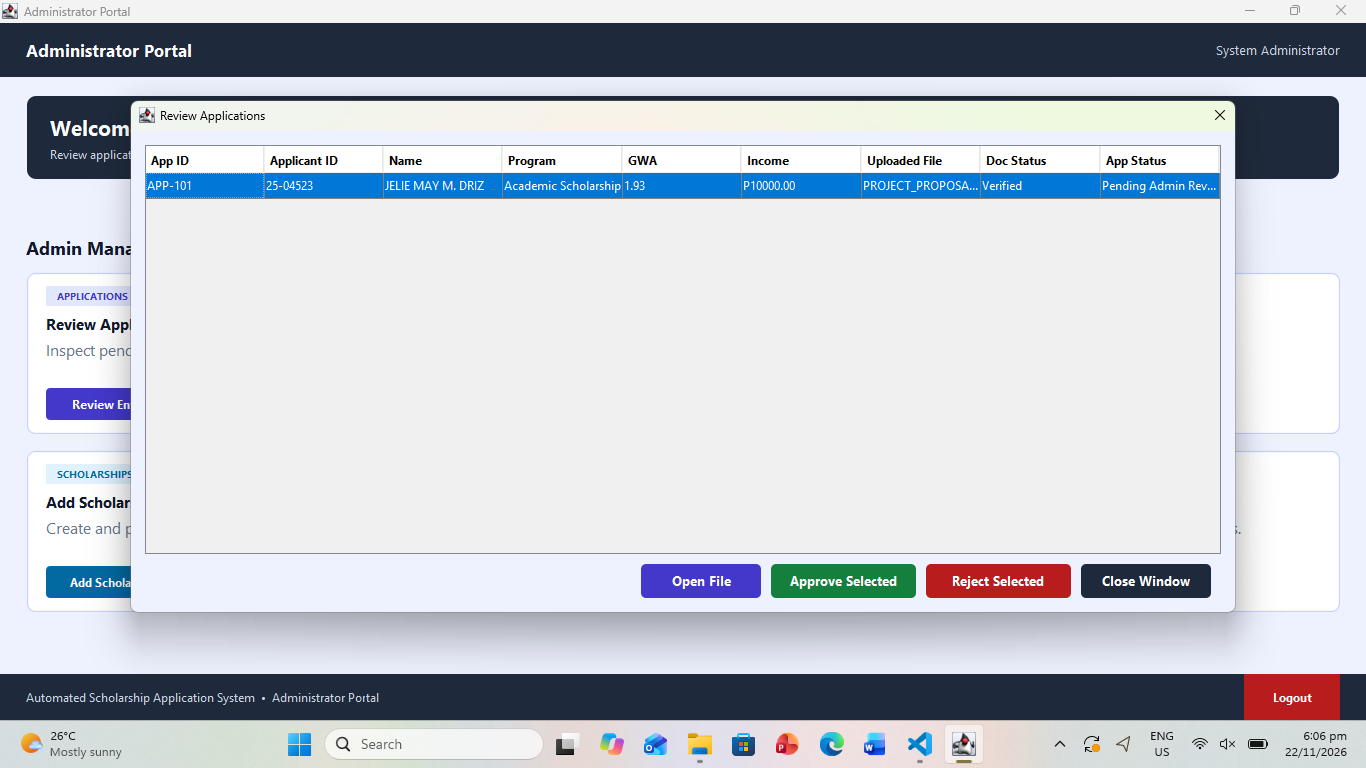 Administrator Portal
Administrator Portal
System Administrator
Welcom
Review applicat
Review Applications
App ID Applicant ID Name Program GWA Income Uploaded File Doc Status App Status
APP-101 25-04523 JELIE MAY M. DRIZ Academic Scholarship 1.93 P10000.00 PROJECT_PROPOSA... Verified Pending Admin Rev...
Admin Mana
APPLICATIONS
Review Appl
Inspect pend
Review En
SCHOLARSHIPS
Add Scholar
Create and p
s.
Add Schola
Open File Approve Selected Reject Selected Close Window
Automated Scholarship Application System • Administrator Portal
Logout
26°C
Mostly sunny
Search
ENG
US
6:06 pm
22/11/2026